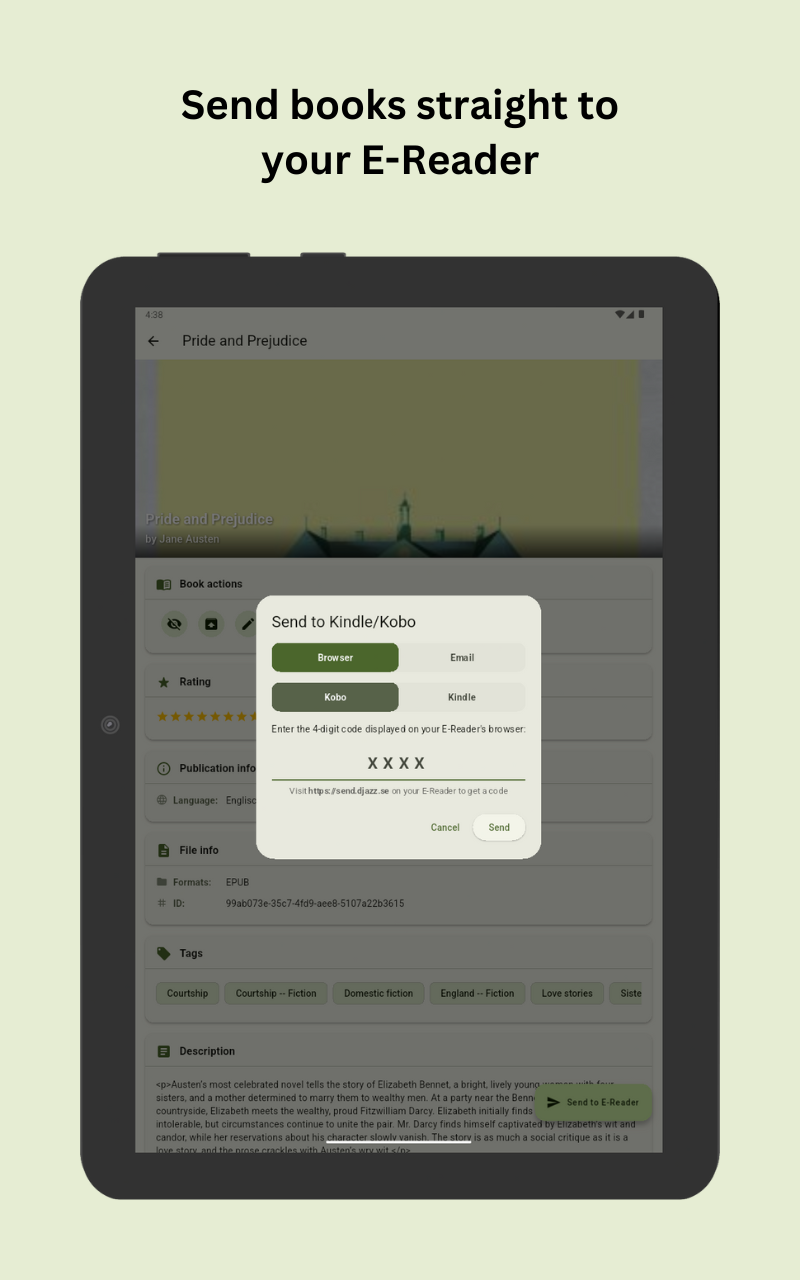 Send books straight to
your E-Reader
4:38
Pride and Prejudice
Pride and Prejudice
by Jane Austen
Book actions
Send to Kindle/Kobo
Browser
Email
Kobo
Kindle
Enter the 4-digit code displayed on your E-Reader's browser:
XXXX
Visit https://send.djazz.se on your E-Reader to get a code
Cancel
Send
Rating
Publication info
Language: Englisc
File info
Formats: EPUB
ID: 99ab073e-35c7-4fd9-aee8-5107a22b3615
Tags
Courtship
Courtship -- Fiction
Domestic fiction
England -- Fiction
Love stories
Siste
Description
<p>Austen's most celebrated novel tells the story of Elizabeth Bennet, a bright, lively young woman with four
sisters, and a mother determined to marry them to wealthy men. At a party near the Benn
countryside, Elizabeth meets the wealthy, proud Fitzwilliam Darcy. Elizabeth initially finds
intolerable, but circumstances continue to unite the pair. Mr. Darcy finds himself captivated by Elizabeth's wit and
candor, while her reservations about his character slowly vanish. The story is as much a social critique as it is a
love story, and the prose crackles with Austen's wry wit.</p>
Send to E-Reader